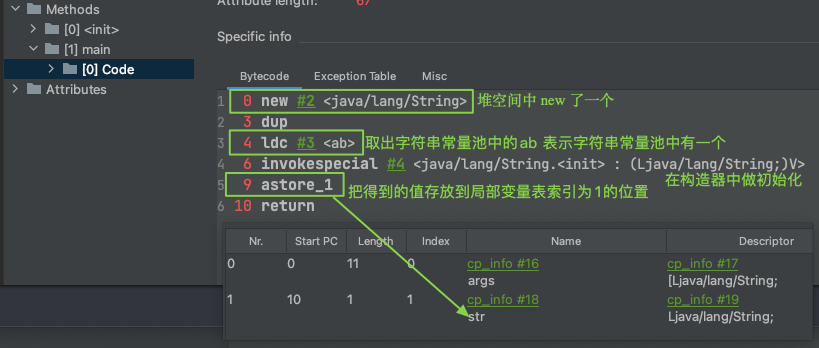 Methods
[0] <init>
[1] main
[0] Code
Attributes
Attribute length: 67
Specific info
Bytecode Exception Table Misc
1 0 new #2 <java/lang/String> 堆空间中 new 了一个
2 3 dup
3 4 ldc #3 <ab> 取出字符串常量池中的ab 表示字符串常量池中有一个
4 6 invokespecial #4 <java/lang/String.<init> : (Ljava/lang/String;)V>
在构造器中做初始化
5 9 astore_1 把得到的值存放到局部变量表索引为1的位置
6 10 return
Nr. Start PC Length Index Name Descriptor
0 0 11 0 cp_info #16 cp_info #17
args [Ljava/lang/String;
1 10 1 1 cp_info #18 cp_info #19
str Ljava/lang/String;